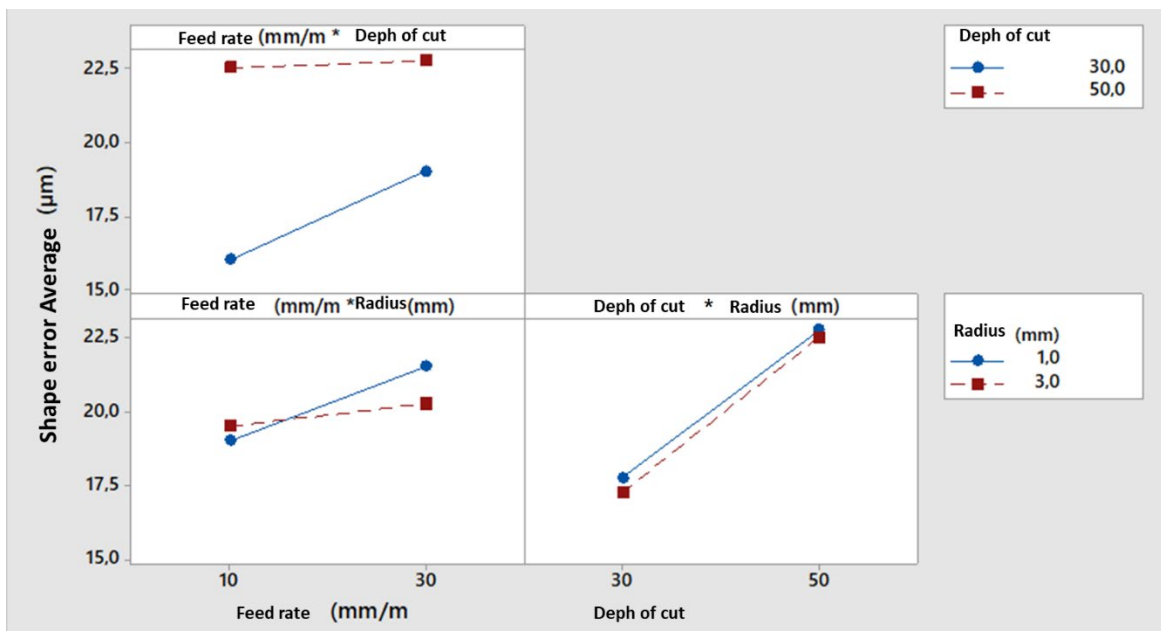 Feed rate (mm/m * Deph of cut
Deph of cut
30,0
50,0
22,5
20,0
17,5
15,0
Shape error Average (µm)
Feed rate (mm/m *Radius(mm)
Deph of cut * Radius (mm)
Radius (mm)
1,0
3,0
22,5
20,0
17,5
15,0
10 30 30 50
Feed rate (mm/m Deph of cut